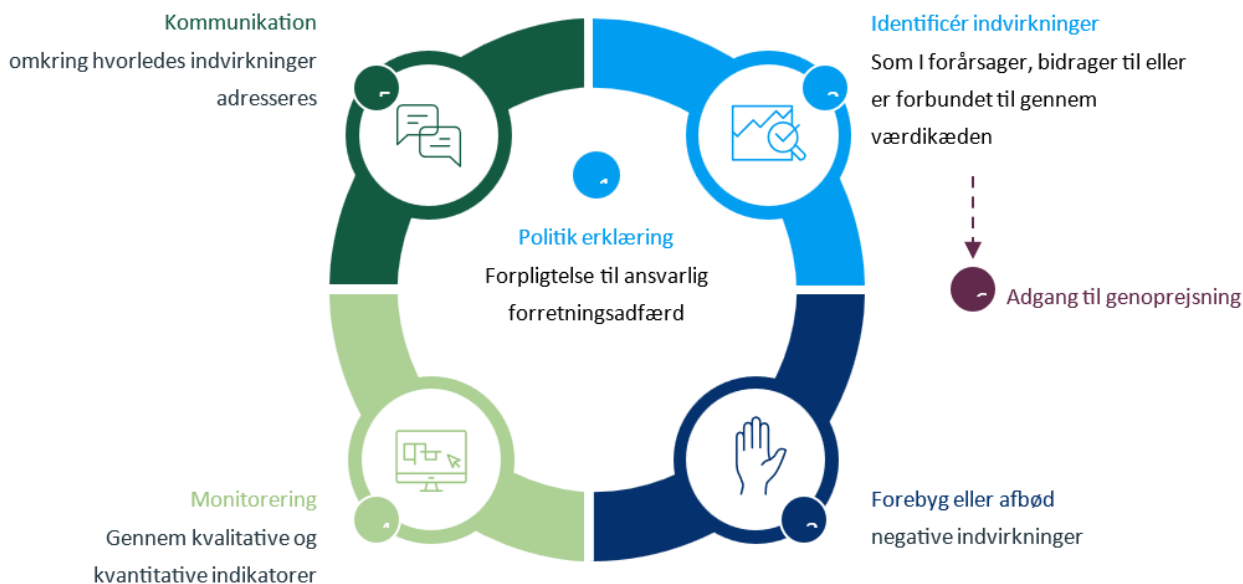 Kommunikation
omkring hvorledes indvirkninger
adresseres
Identificér indvirkninger
Som I forårsager, bidrager til eller
er forbundet til gennem
værdikæden
Politik erklæring
Forpligtelse til ansvarlig
forretningsadfærd
Adgang til genoprejsning
Monitorering
Gennem kvalitative og
kvantitative indikatorer
Forebyg eller afbød
negative indvirkninger